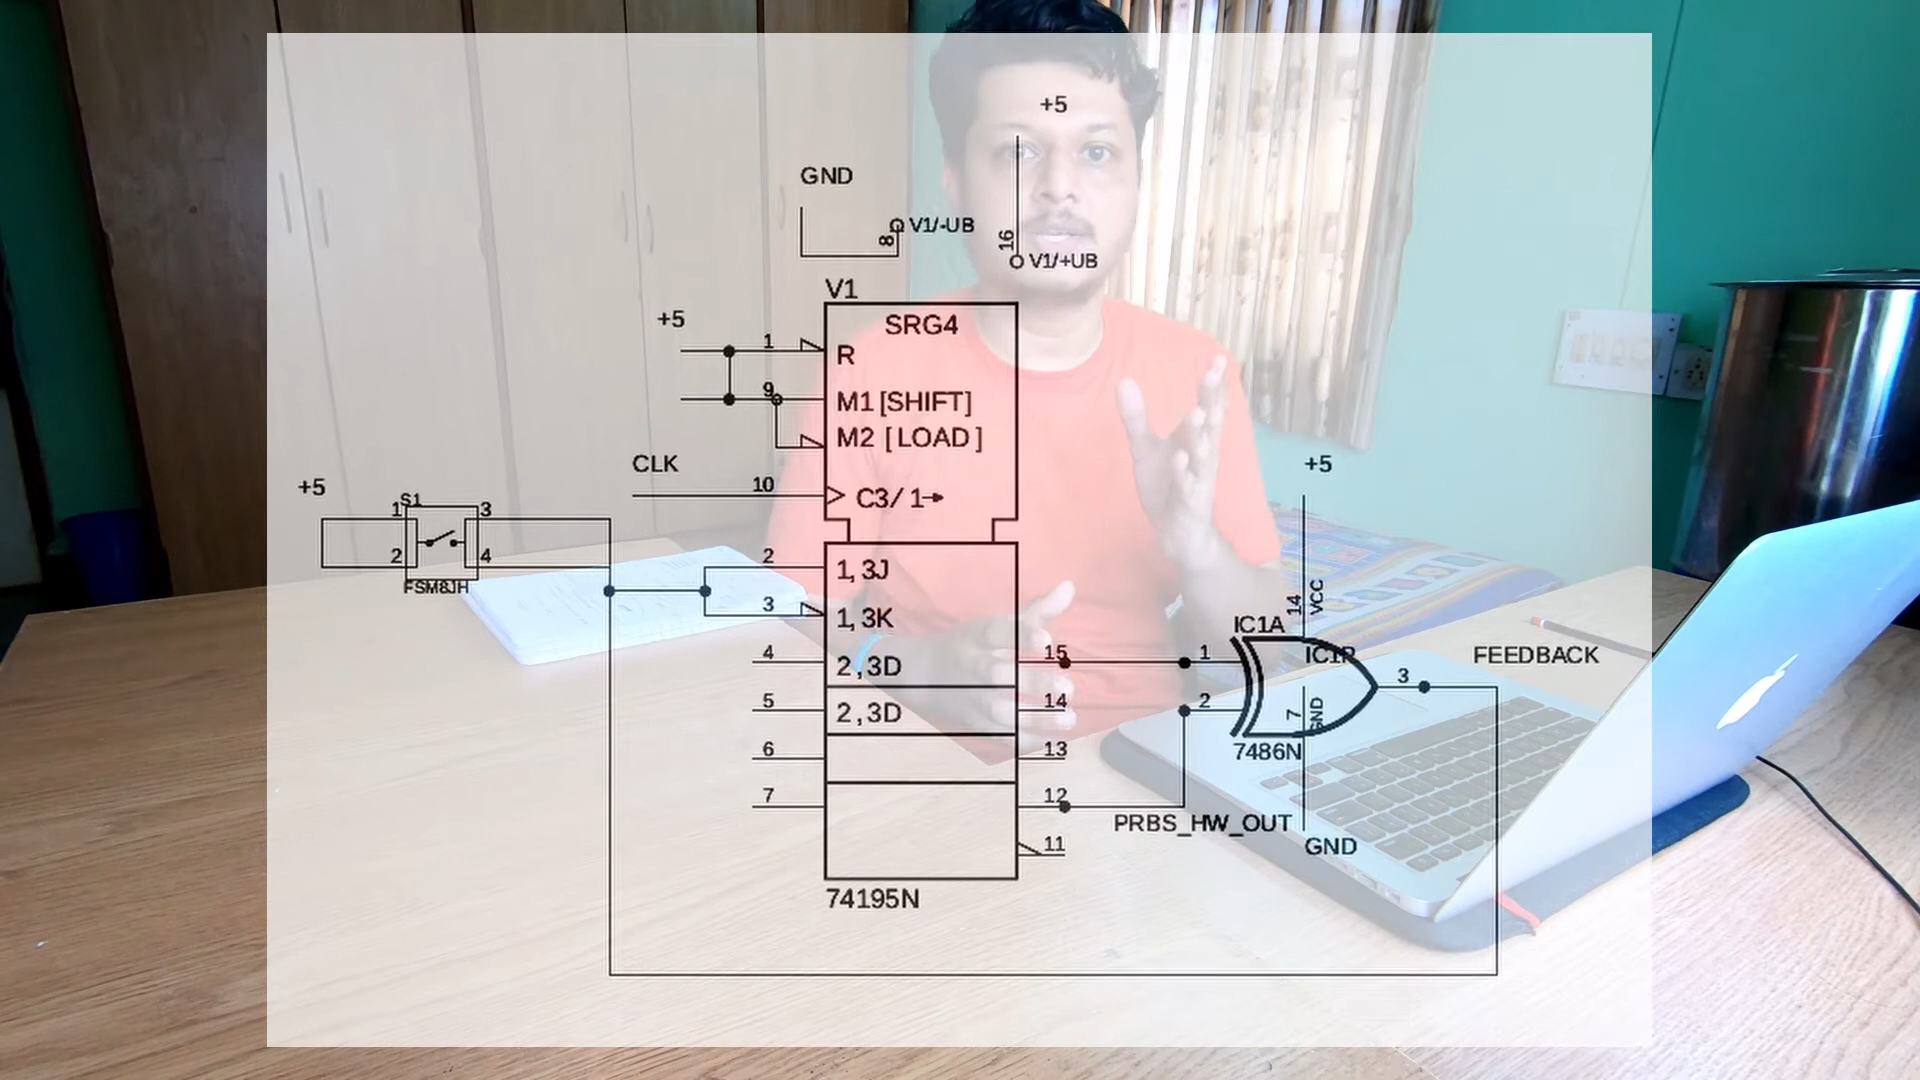 +5
GND
8
V1/-UB
16
V1/+UB
V1
SRG4
+5
1
R
9
M1 [SHIFT]
M2 [LOAD]
CLK
10
C3/ 1
+5
S1
1
3
2
4
FSM8JH
2
1,3J
3
1,3K
4
2,3D
15
5
2,3D
14
6
13
7
12
11
74195N
+5
14
VCC
IC1A
1
IC1P
FEEDBACK
3
2
7
GND
7486N
PRBS_HW_OUT
GND